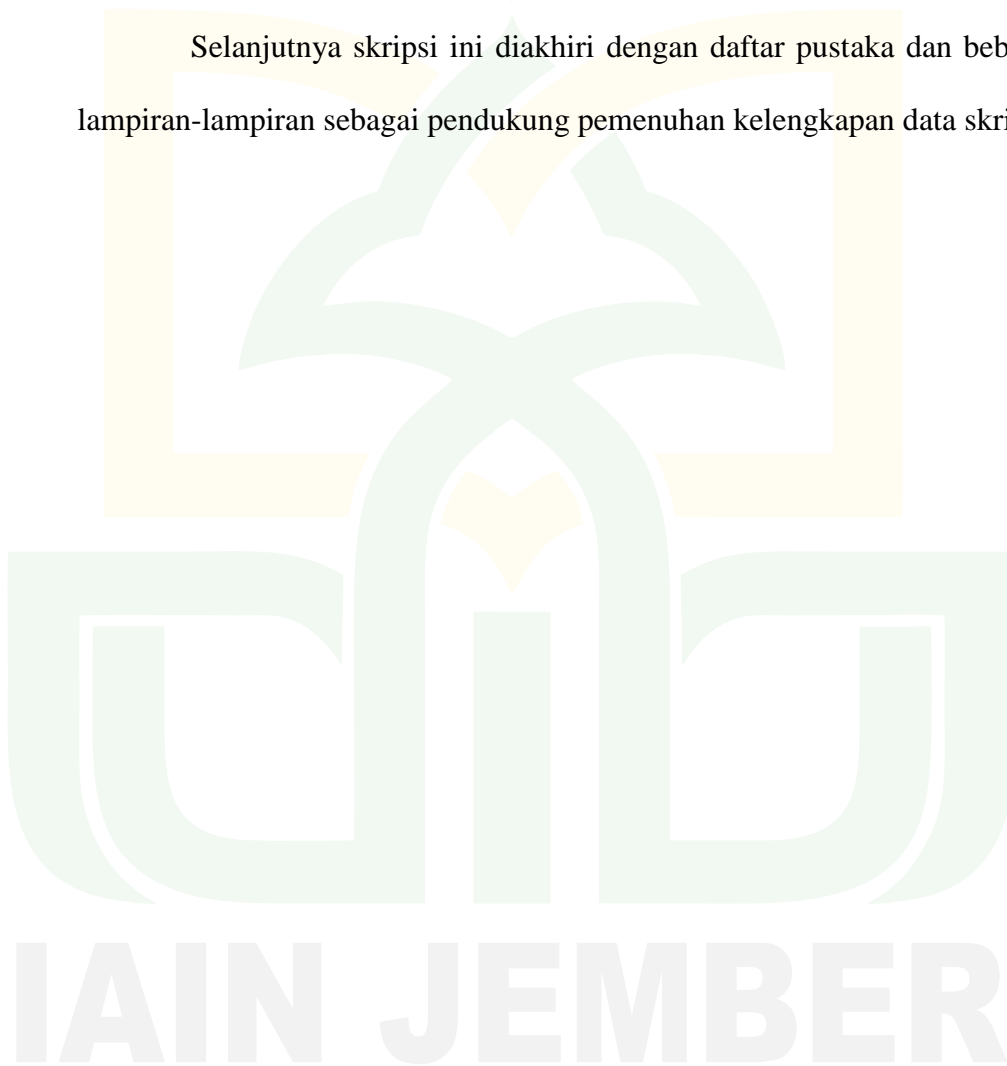 Selanjutnya skripsi ini diakhiri dengan daftar pustaka dan beb
lampiran-lampiran sebagai pendukung pemenuhan kelengkapan data skri
IAIN JEMBER